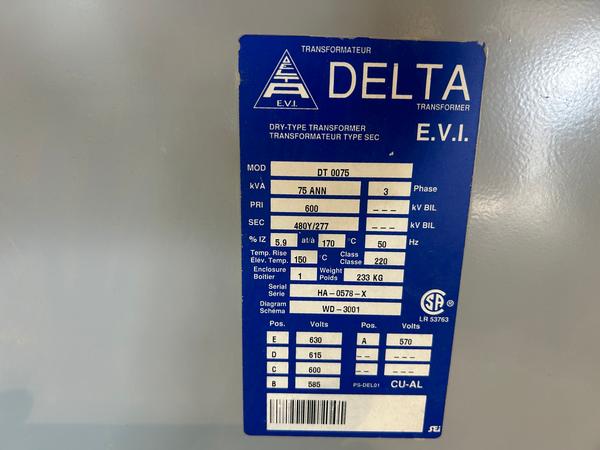 TRANSFORMATEUR
DELTA
E.V.I.
DELTA
TRANSFORMER
E.V.I.
DRY-TYPE TRANSFORMER
TRANSFORMATEUR TYPE SEC
MOD DT 0075
kVA 75 ANN 3 Phase
PRI 600 --- kV BIL
SEC 480Y/277 --- kV BIL
% IZ 5.9 at/à 170 °C 50 Hz
Temp. Rise
Elev. Temp. 150 °C Class
Classe 220
Enclosure
Boitier 1 Weight
Poids 233 KG
Serial
Série HA-0578-X
Diagram
Schéma WD-3001
SA ®
LR 53763
Pos. Volts Pos. Volts
E 630 A 570
D 615 -- ---
C 600 -- ---
B 585 PS-DEL01 CU-AL